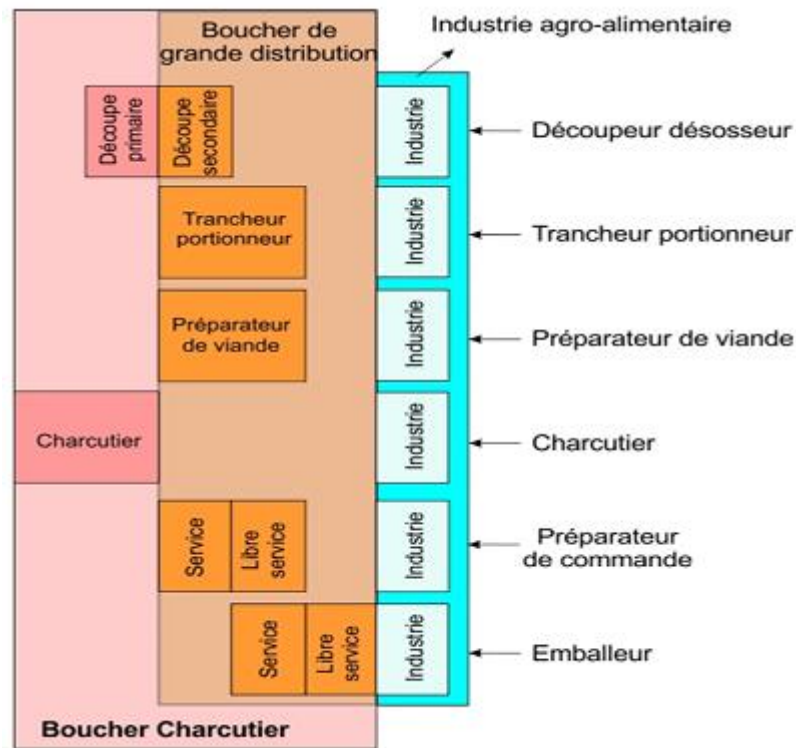 Boucher de
grande distribution
Industrie agro-alimentaire
Découpe
primaire
Découpe
secondaire
Industrie
Découpeur désosseur
Trancheur
portionneur
Industrie
Trancheur portionneur
Préparateur
de viande
Industrie
Préparateur de viande
Charcutier
Industrie
Charcutier
Service
Libre
service
Industrie
Préparateur
de commande
Service
Libre
service
Industrie
Emballeur
Boucher Charcutier